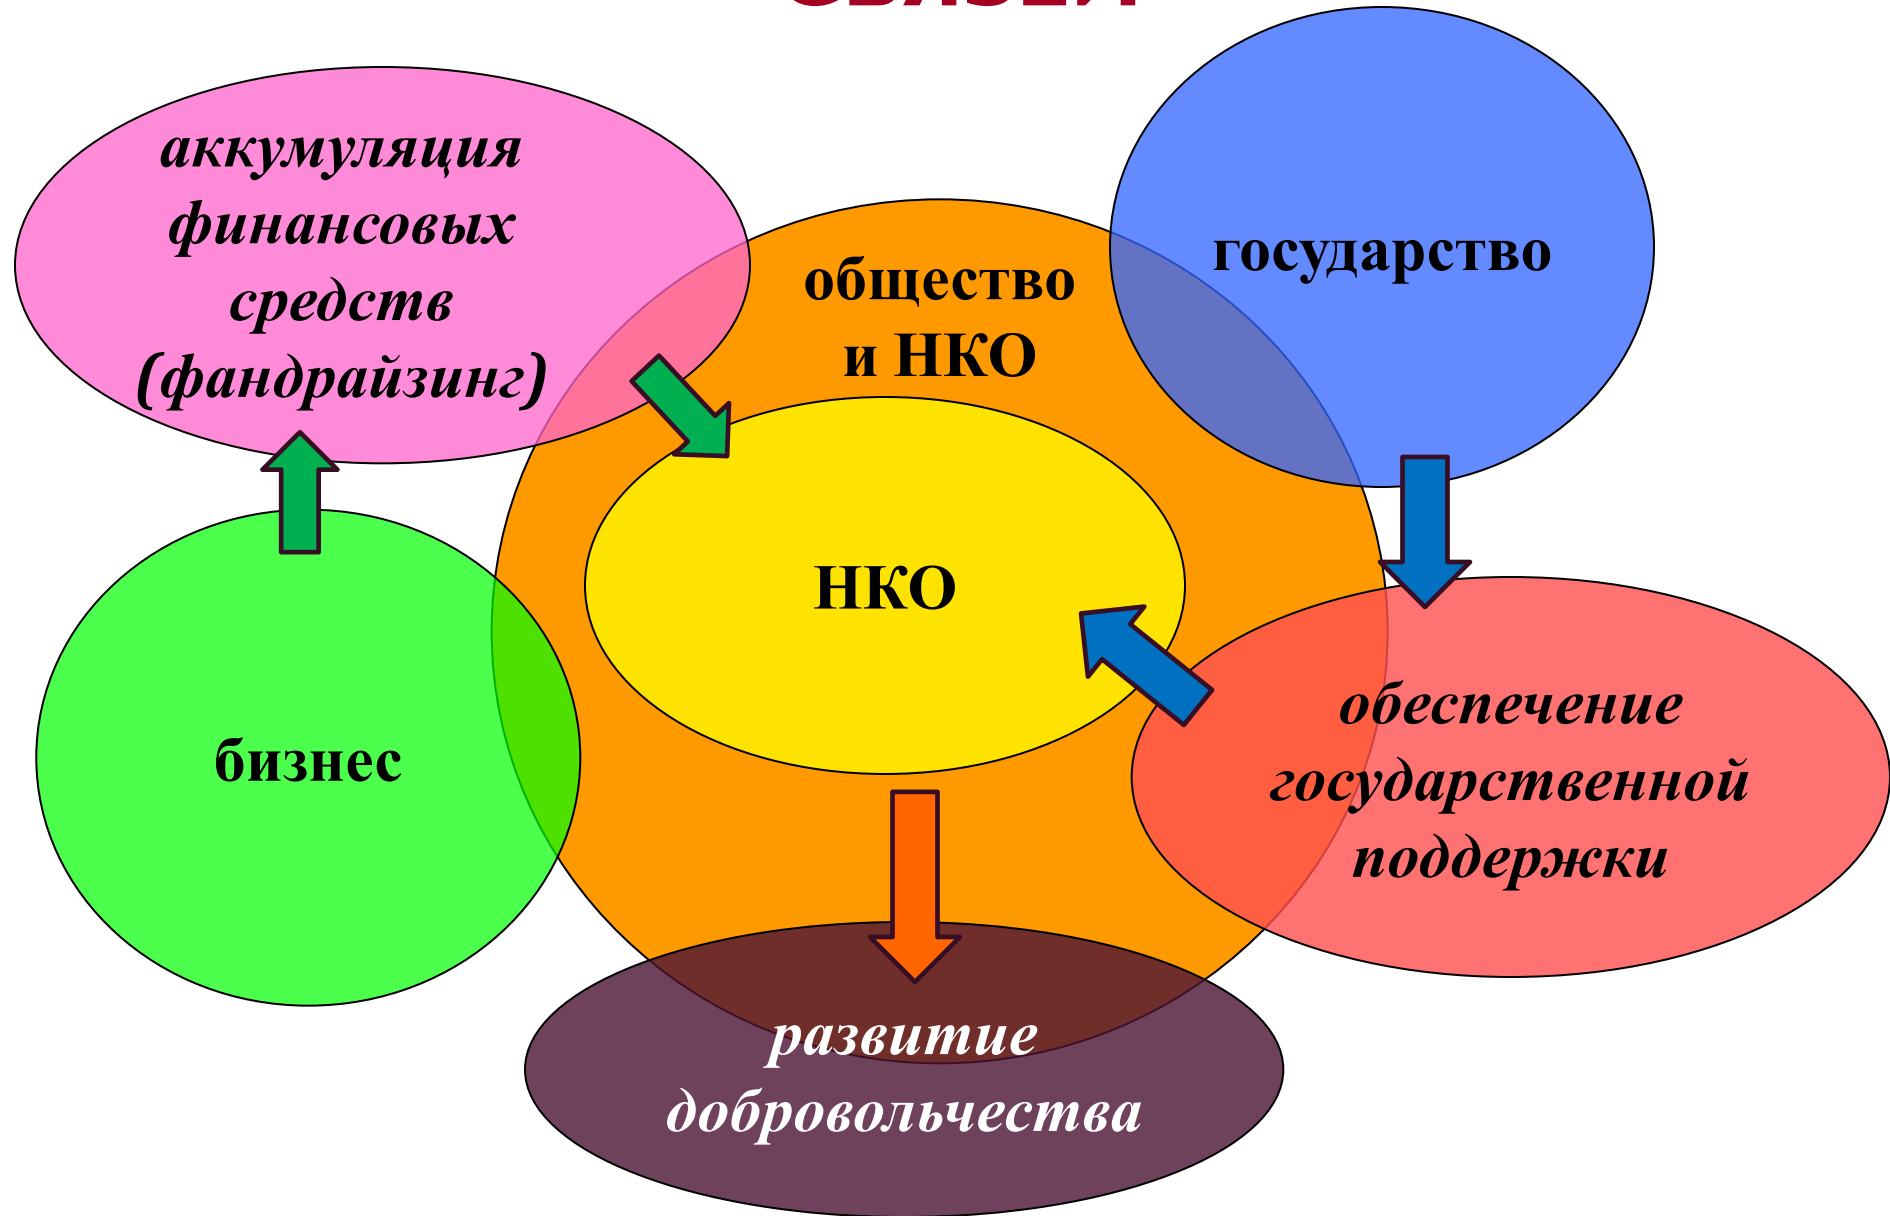 аккумуляция
финансовых
средств
(фандрайзинг)
общество
и НКО
государство
НКО
бизнес
обеспечение
государственной
поддержки
развитие
добровольчества